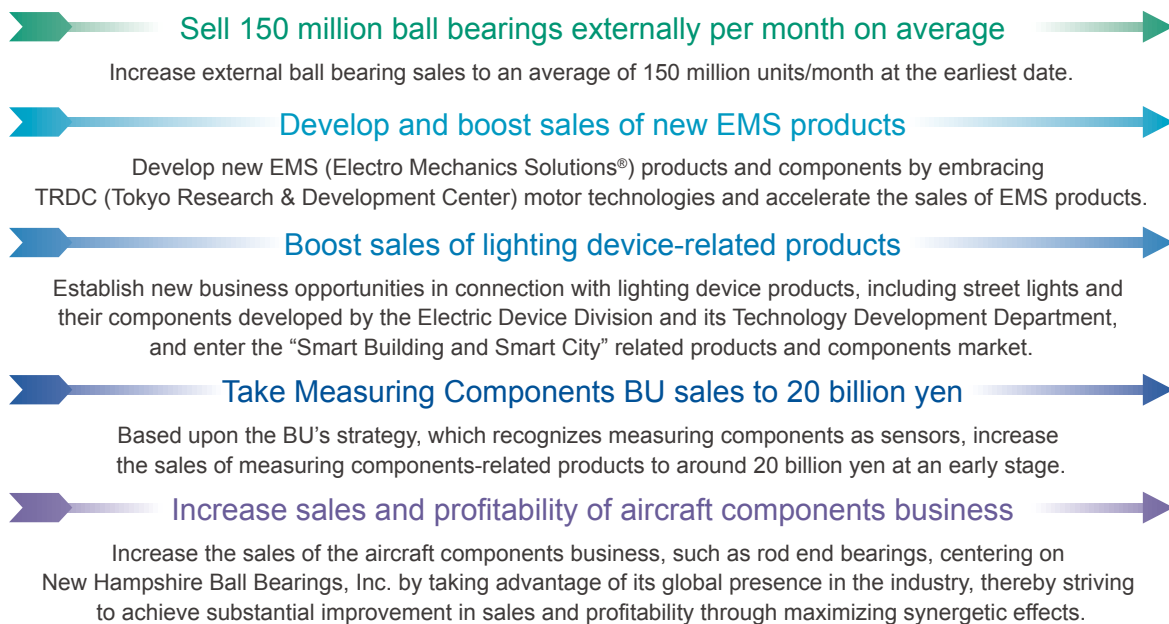 Sell 150 million ball bearings externally per month on average
Increase external ball bearing sales to an average of 150 million units/month at the earliest date.
Develop and boost sales of new EMS products
Develop new EMS (Electro Mechanics Solutions®) products and components by embracing
TRDC (Tokyo Research & Development Center) motor technologies and accelerate the sales of EMS products.
Boost sales of lighting device-related products
Establish new business opportunities in connection with lighting device products, including street lights and
their components developed by the Electric Device Division and its Technology Development Department,
and enter the “Smart Building and Smart City” related products and components market.
Take Measuring Components BU sales to 20 billion yen
Based upon the BU’s strategy, which recognizes measuring components as sensors, increase
the sales of measuring components-related products to around 20 billion yen at an early stage.
Increase sales and profitability of aircraft components business
Increase the sales of the aircraft components business, such as rod end bearings, centering on
New Hampshire Ball Bearings, Inc. by taking advantage of its global presence in the industry, thereby striving
to achieve substantial improvement in sales and profitability through maximizing synergetic effects.